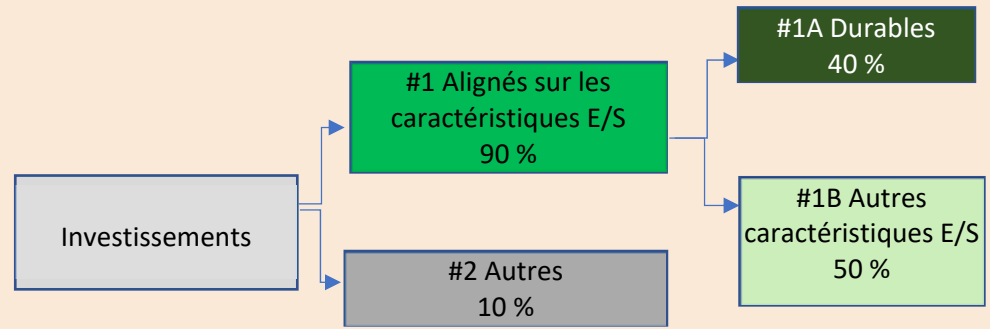 Investissements
#1 Alignés sur les
caractéristiques E/S
90 %
#2 Autres
10 %
#1A Durables
40 %
#1B Autres
caractéristiques E/S
50 %